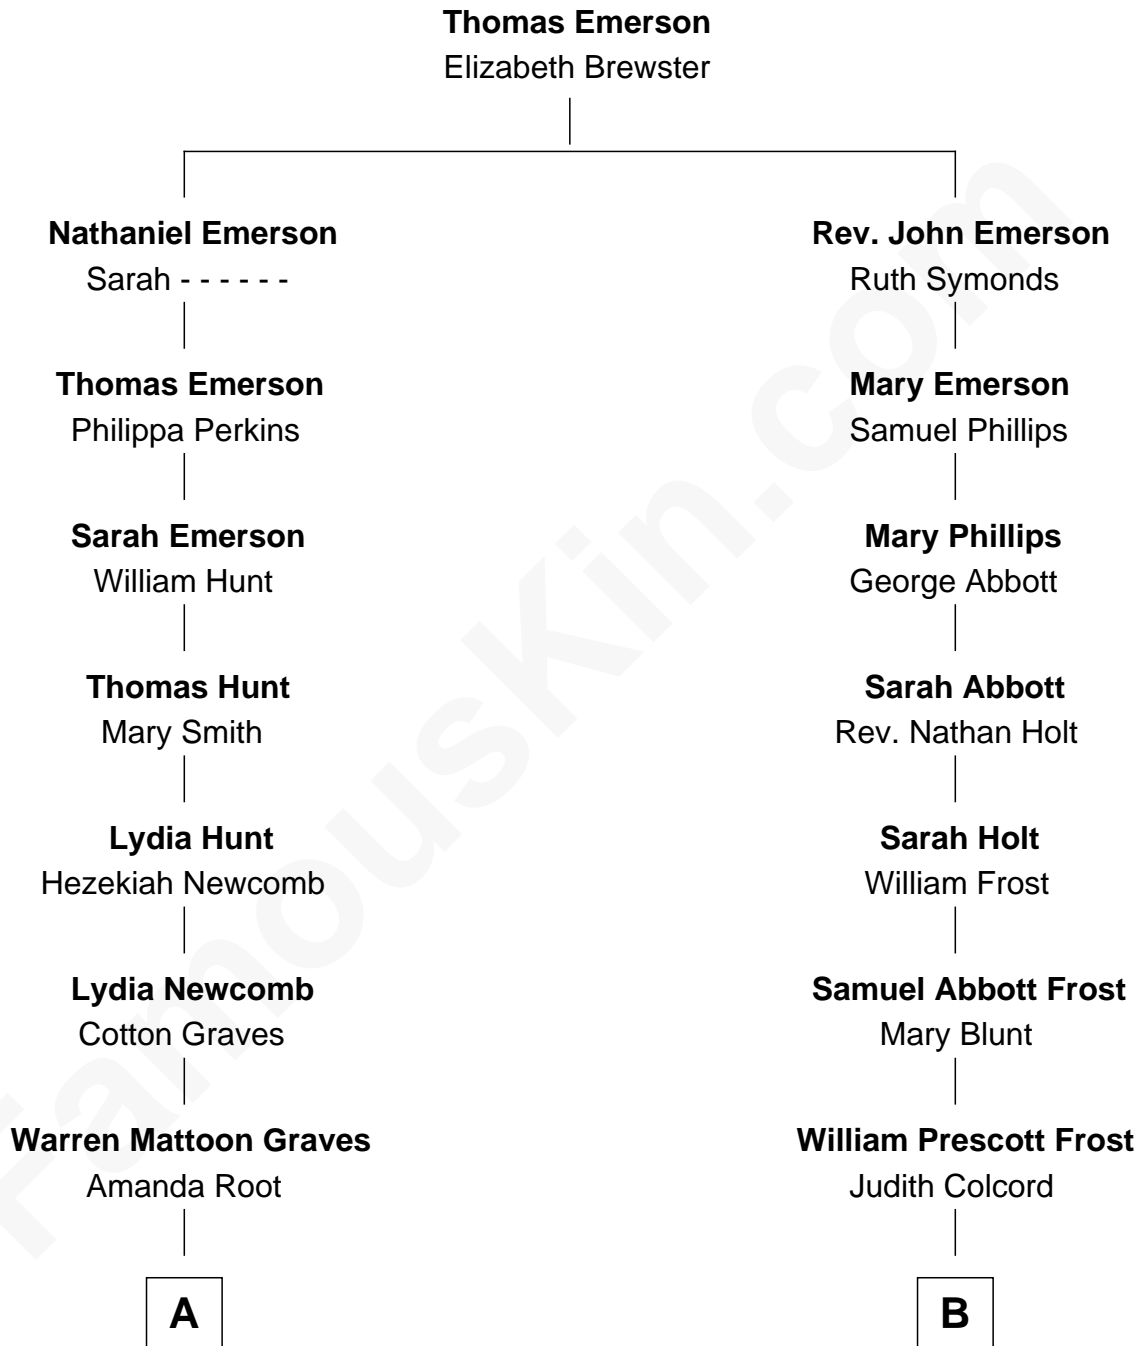 Thomas Emerson
Elizabeth Brewster
Nathaniel Emerson
Sarah - - - - - -
Rev. John Emerson
Ruth Symonds
Thomas Emerson
Philippa Perkins
Mary Emerson
Samuel Phillips
Sarah Emerson
William Hunt
Mary Phillips
George Abbott
Thomas Hunt
Mary Smith
Sarah Abbott
Rev. Nathan Holt
Lydia Hunt
Hezekiah Newcomb
Sarah Holt
William Frost
Lydia Newcomb
Cotton Graves
Samuel Abbott Frost
Mary Blunt
Warren Mattoon Graves
Amanda Root
William Prescott Frost
Judith Colcord
A
B
FamousKin.com